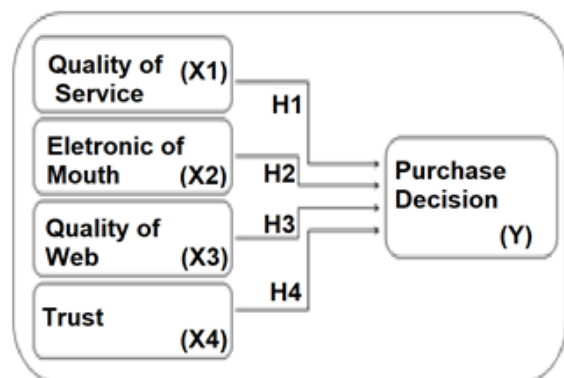 Quality of (X1)
Service
H1
Eletronic of
Mouth (X2)
H2
Quality of
Web (X3)
H3
Trust
(X4)
H4
Purchase
Decision
(Y)